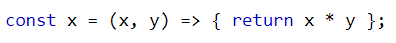 const x = (x, y) => { return x * y };